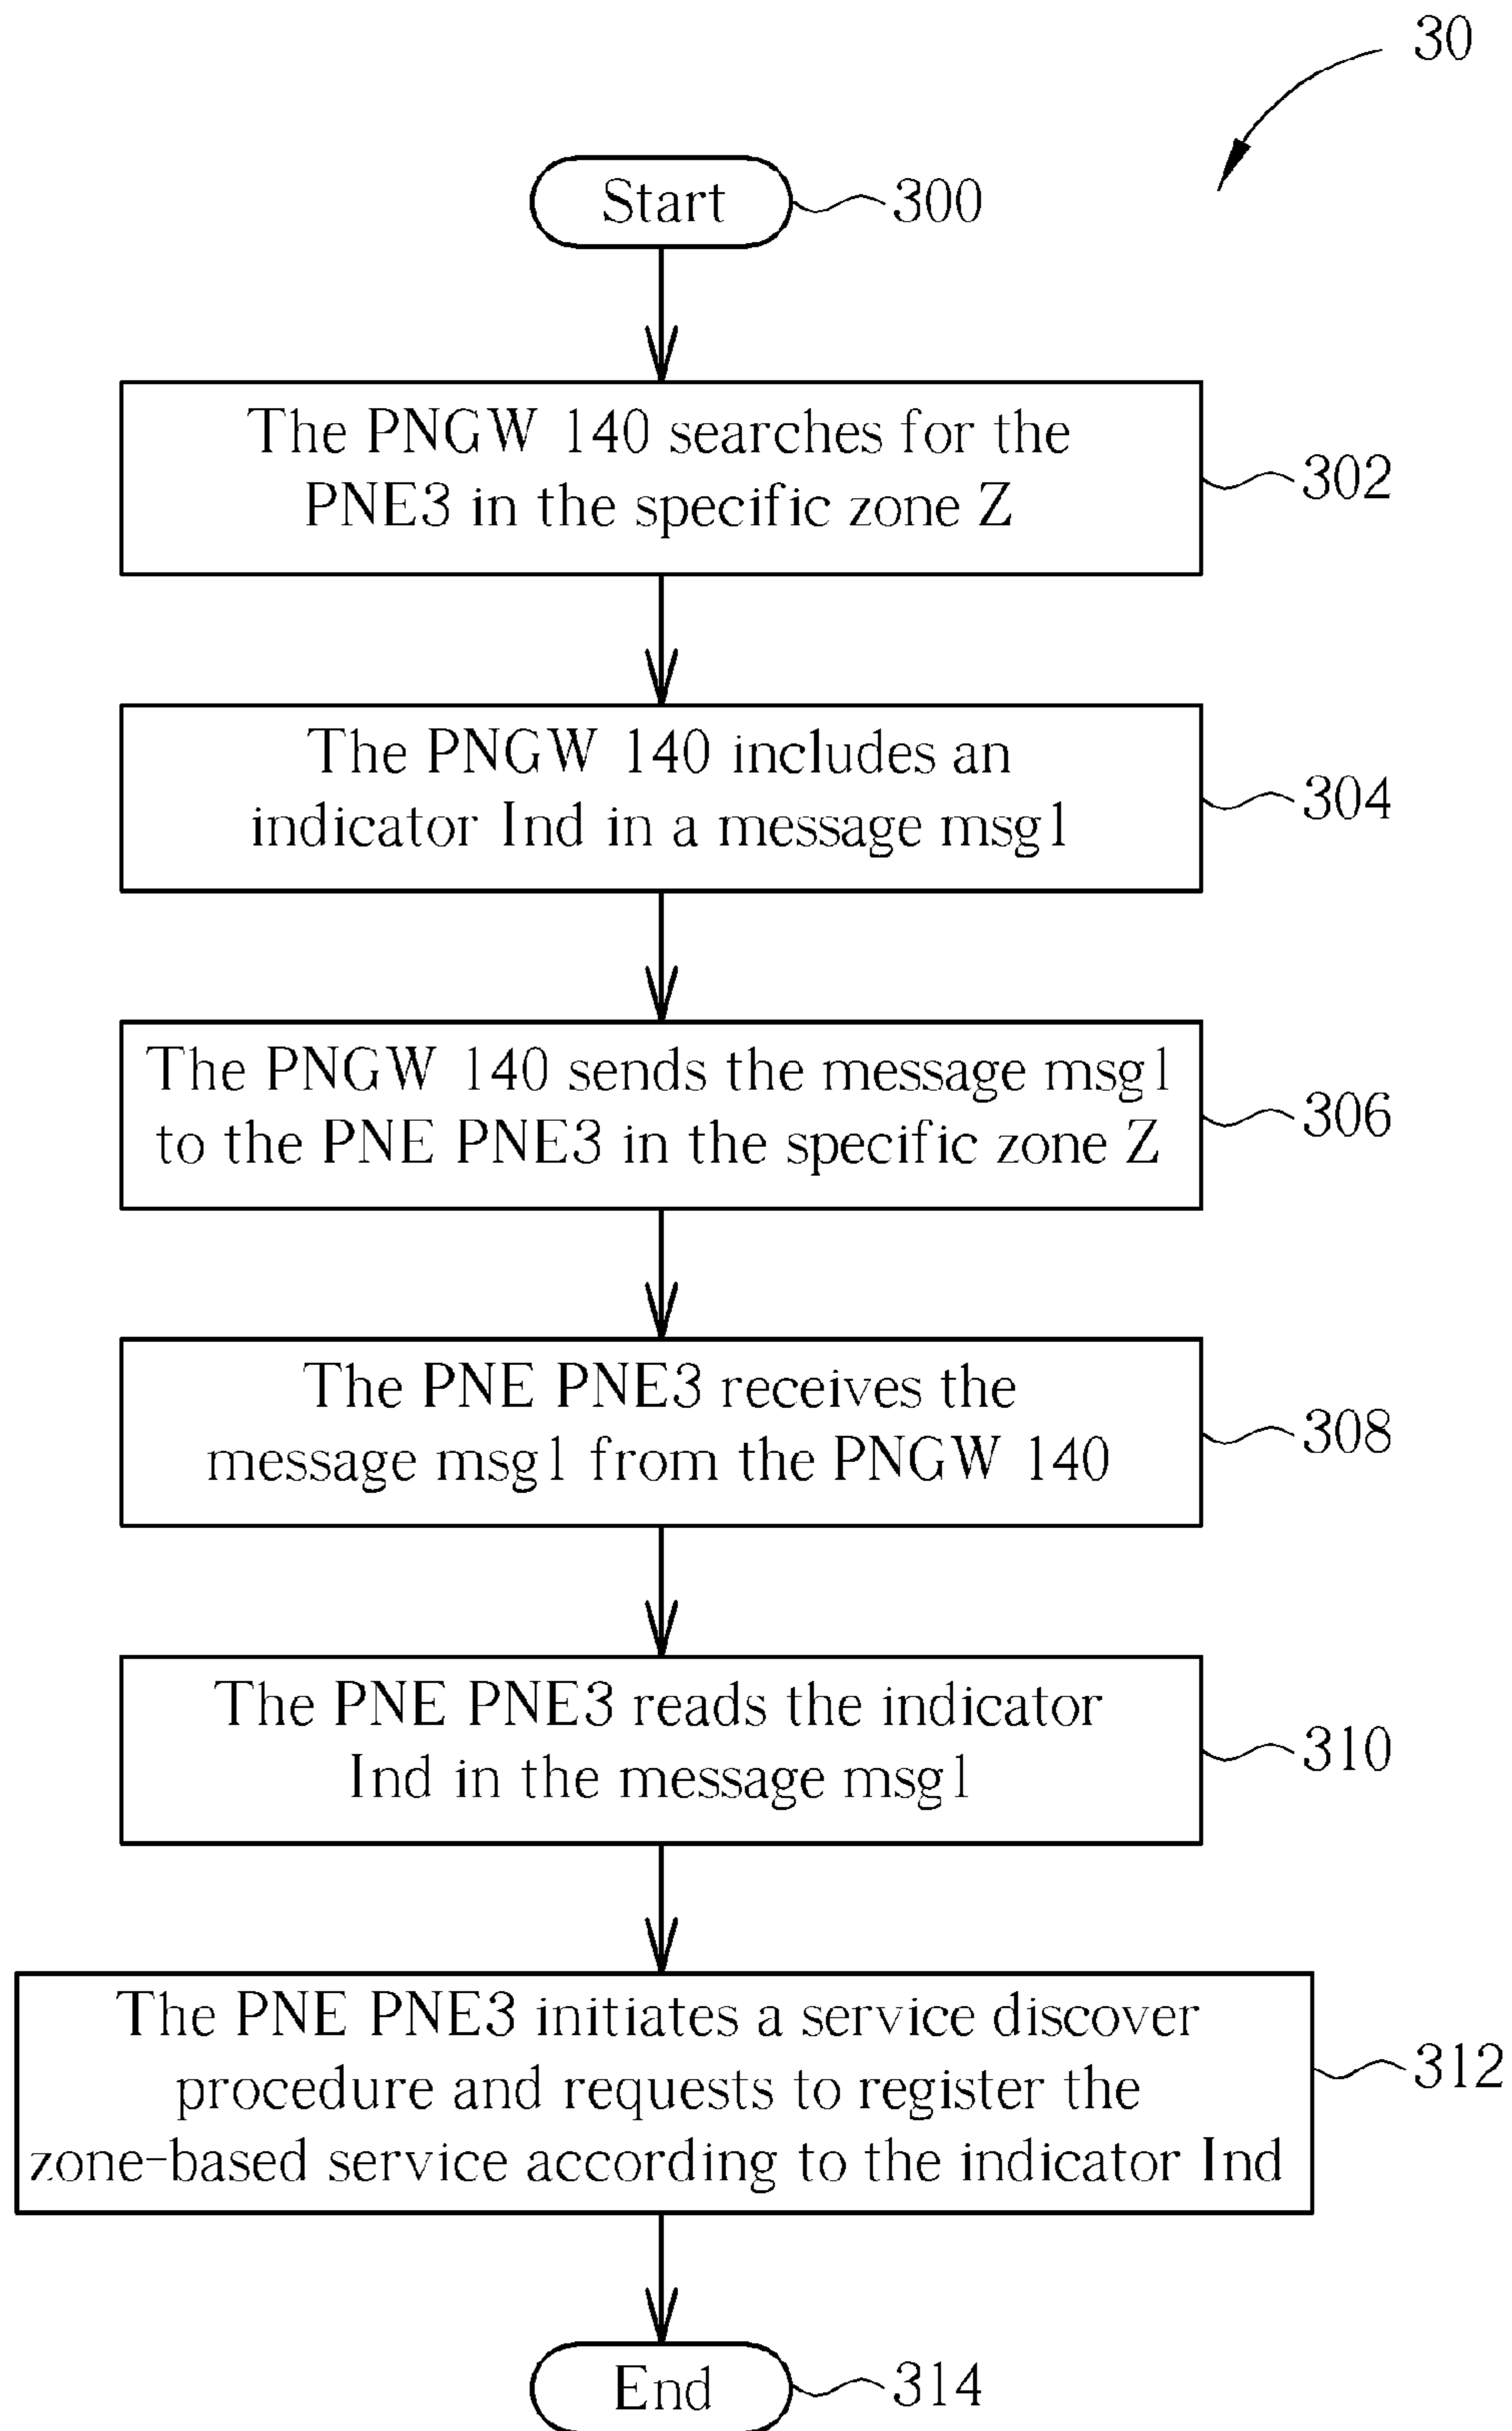 30
Start
300
The PNGW 140 searches for the
PNE3 in the specific zone Z
302
The PNGW 140 includes an
indicator Ind in a message msg1
304
The PNGW 140 sends the message msg1
to the PNE PNE3 in the specific zone Z
306
The PNE PNE3 receives the
message msg1 from the PNGW 140
308
The PNE PNE3 reads the indicator
Ind in the message msg1
310
The PNE PNE3 initiates a service discover
procedure and requests to register the
zone-based service according to the indicator Ind
312
End
314